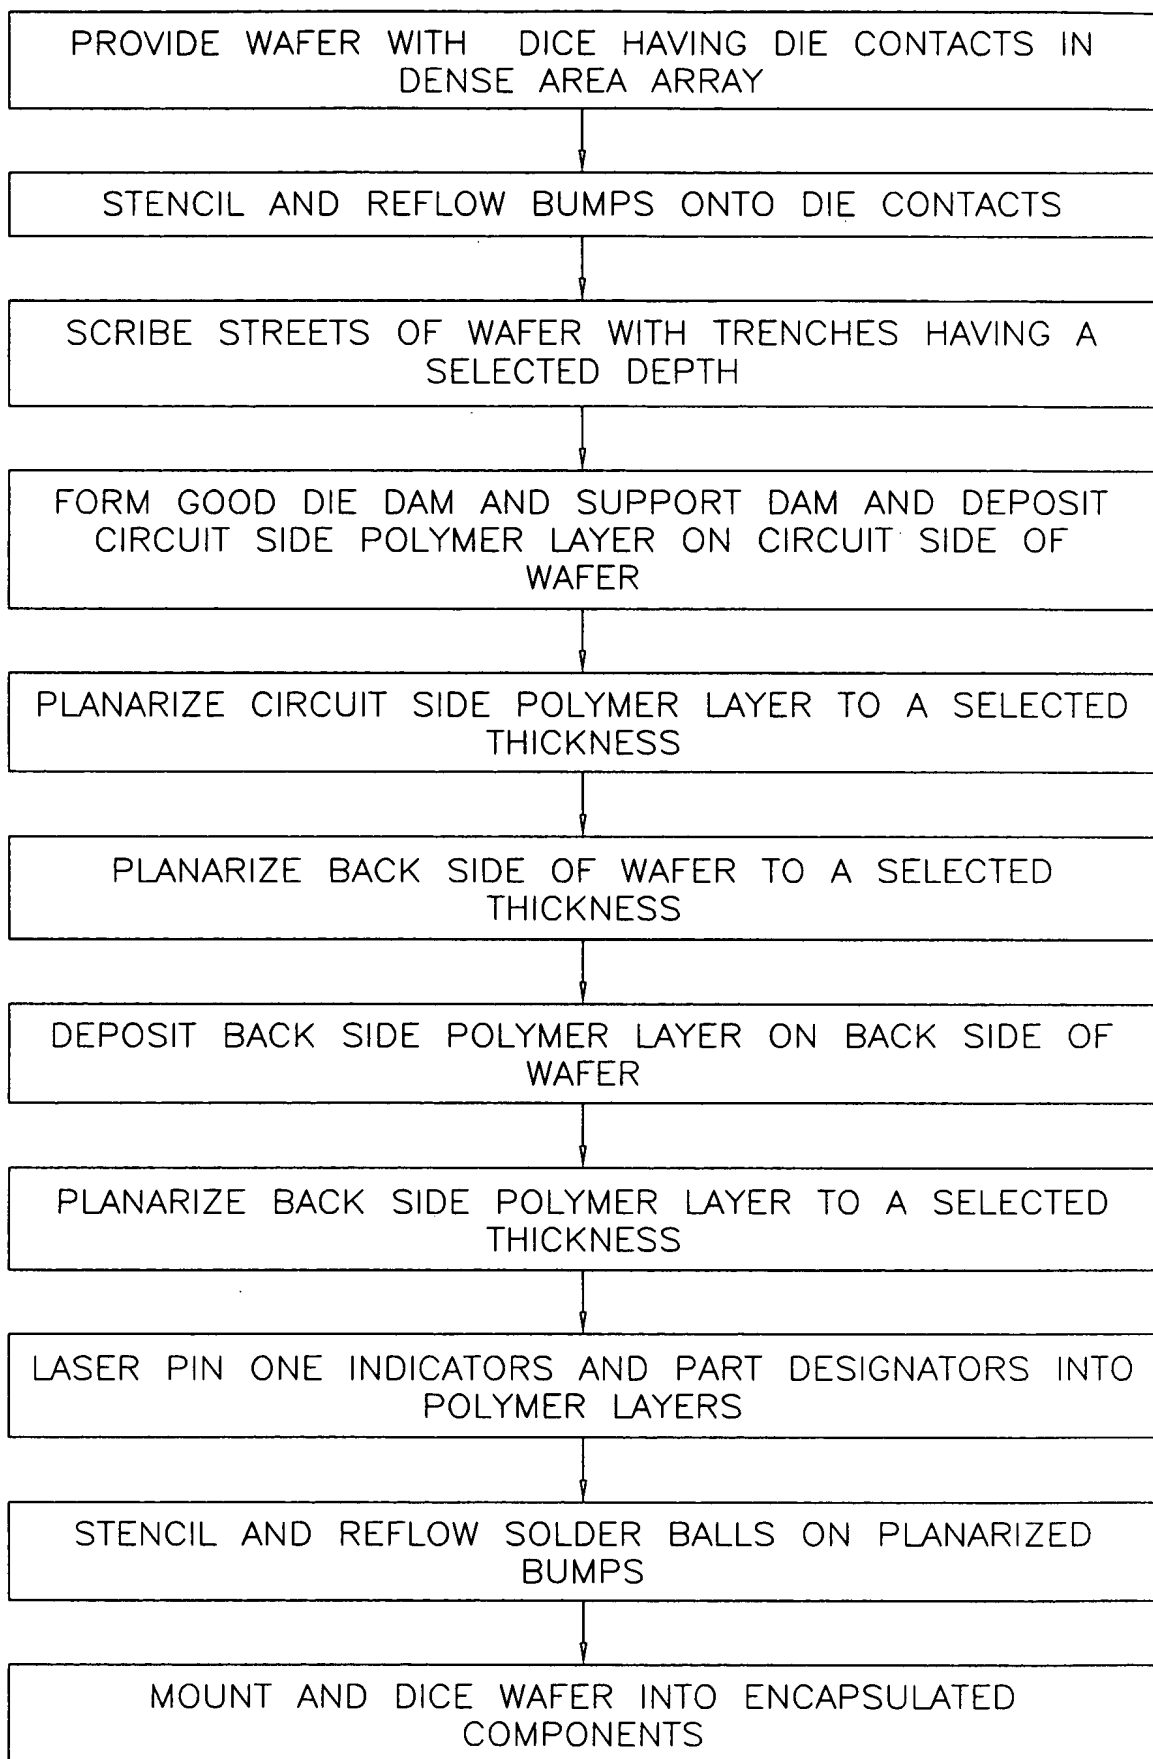 PROVIDE WAFER WITH DICE HAVING DIE CONTACTS IN
DENSE AREA ARRAY
STENCIL AND REFLOW BUMPS ONTO DIE CONTACTS
SCRIBE STREETS OF WAFER WITH TRENCHES HAVING A
SELECTED DEPTH
FORM GOOD DIE DAM AND SUPPORT DAM AND DEPOSIT
CIRCUIT SIDE POLYMER LAYER ON CIRCUIT SIDE OF
WAFER
PLANARIZE CIRCUIT SIDE POLYMER LAYER TO A SELECTED
THICKNESS
PLANARIZE BACK SIDE OF WAFER TO A SELECTED
THICKNESS
DEPOSIT BACK SIDE POLYMER LAYER ON BACK SIDE OF
WAFER
PLANARIZE BACK SIDE POLYMER LAYER TO A SELECTED
THICKNESS
LASER PIN ONE INDICATORS AND PART DESIGNATORS INTO
POLYMER LAYERS
STENCIL AND REFLOW SOLDER BALLS ON PLANARIZED
BUMPS
MOUNT AND DICE WAFER INTO ENCAPSULATED
COMPONENTS